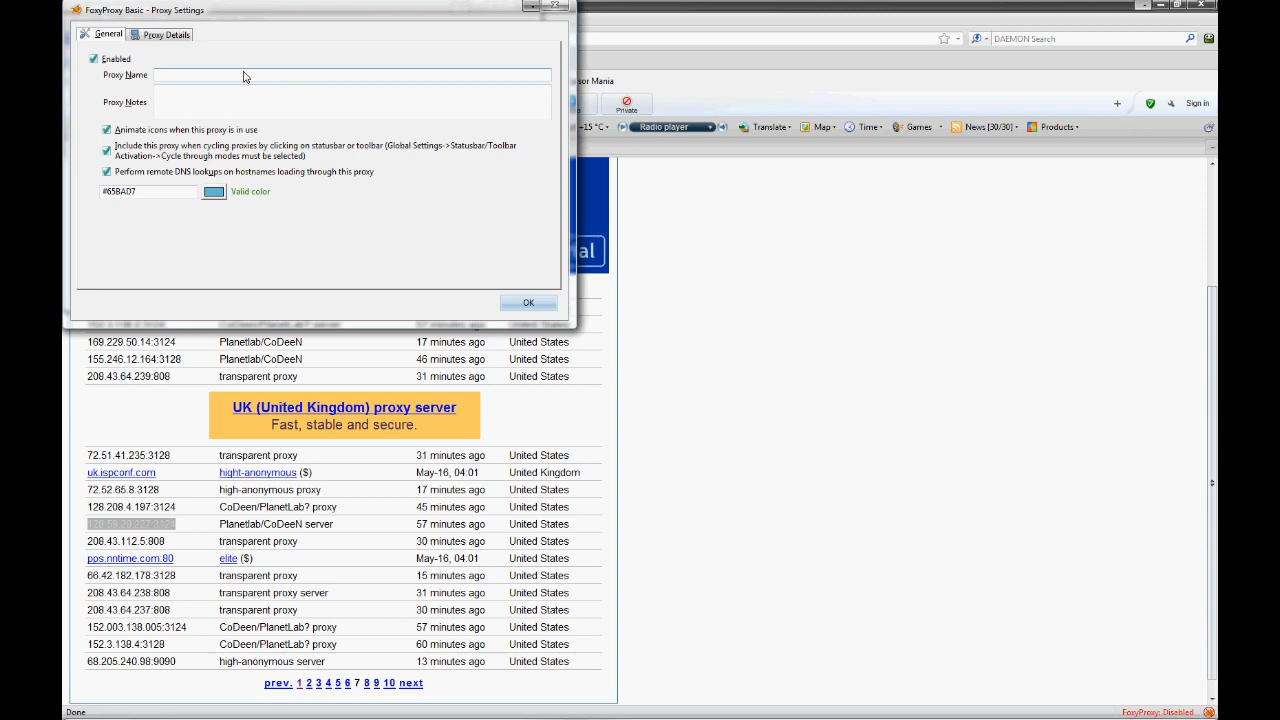 FoxyProxy Basic - Proxy Settings
General
Proxy Details
Enabled
Proxy Name
Proxy Notes
Animate icons when this proxy is in use
Include this proxy when cycling proxies by clicking on statusbar or toolbar (Global Settings->Statusbar/Toolbar
Activation->Cycle through modes must be selected)
Perform remote DNS lookups on hostnames loading through this proxy
#65BAD7
Valid color
OK
DAEMON Search
sor Mania
Private
Sign in
+15 °C
Radio player
Translate
Map
Time
Games
News [30/30]
Products
al
169.229.50.14:3124 Planetlab/CoDeeN 17 minutes ago United States
155.246.12.164:3128 Planetlab/CoDeeN 46 minutes ago United States
208.43.64.239:808 transparent proxy 31 minutes ago United States
UK (United Kingdom) proxy server
Fast, stable and secure.
72.51.41.235:3128 transparent proxy 31 minutes ago United States
uk.ispconf.com hight-anonymous ($) May-16, 04:01 United Kingdom
72.52.65.8:3128 high-anonymous proxy 17 minutes ago United States
128.208.4.197:3124 CoDeen/PlanetLab? proxy 45 minutes ago United States
Planetlab/CoDeeN server 57 minutes ago United States
208.43.112.5:808 transparent proxy 30 minutes ago United States
pps.nntime.com:80 elite ($) May-16, 04:01 United States
66.42.182.178:3128 transparent proxy 15 minutes ago United States
208.43.64.238:808 transparent proxy server 31 minutes ago United States
208.43.64.237:808 transparent proxy 30 minutes ago United States
152.003.138.005:3124 CoDeen/PlanetLab? proxy 57 minutes ago United States
152.3.138.4:3128 CoDeen/PlanetLab? proxy 60 minutes ago United States
68.205.240.98:9090 high-anonymous server 13 minutes ago United States
prev. 1 2 3 4 5 6 7 8 9 10 next
Done
FoxyProxy: Disabled